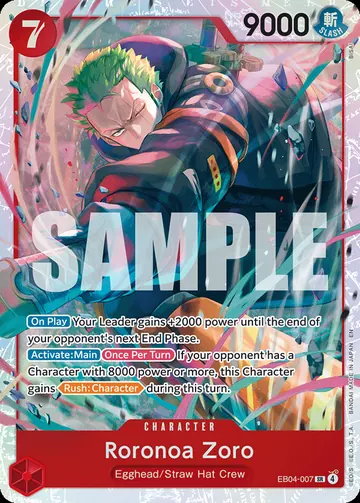 7
9000
斬
SLASH
SAMPLE
On Play Your Leader gains +2000 power until the end of
your opponent's next End Phase.
Activate:Main Once Per Turn If your opponent has a
Character with 8000 power or more, this Character
gains Rush:Character during this turn.
CHARACTER
Roronoa Zoro
Egghead/Straw Hat Crew
EB04-007 SR 4